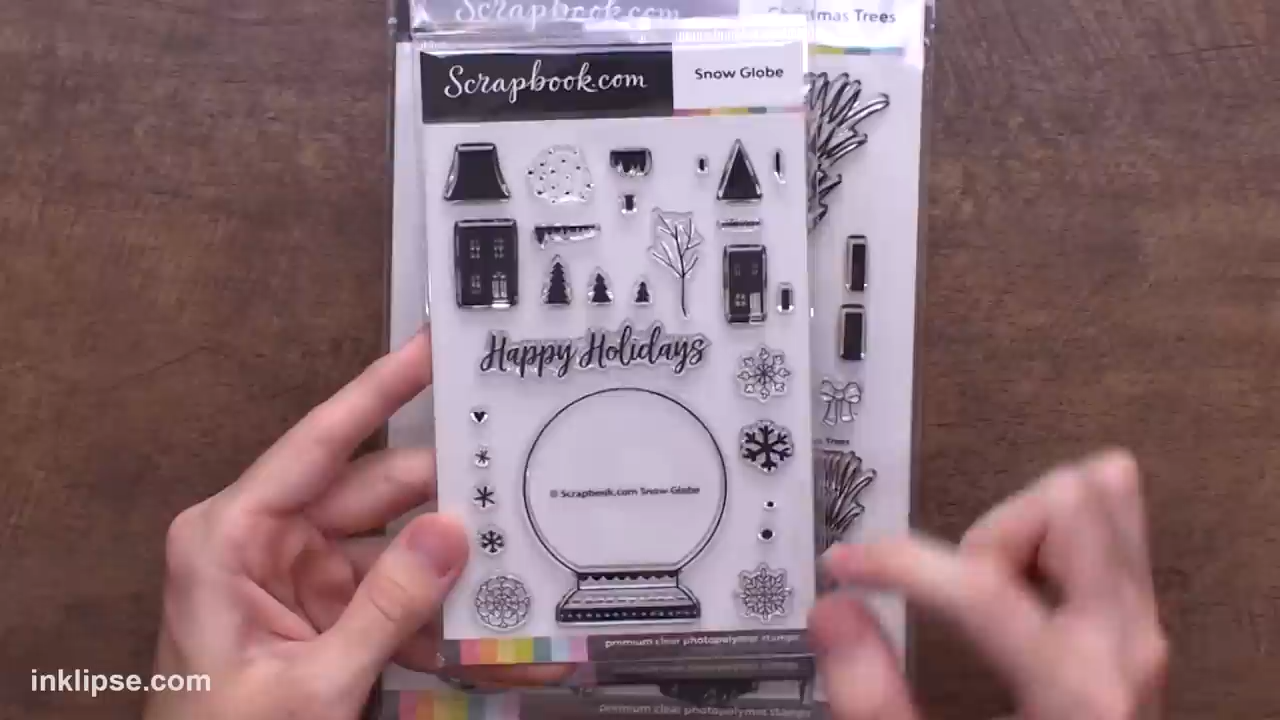 Scrapbook.com
Christmas Trees
Scrapbook.com
Snow Globe
Happy Holidays
Trees
© Scrapbook.com Snow Globe
premium clear photopolymer stamps
premium clear photopolymer stamps
inklipse.com